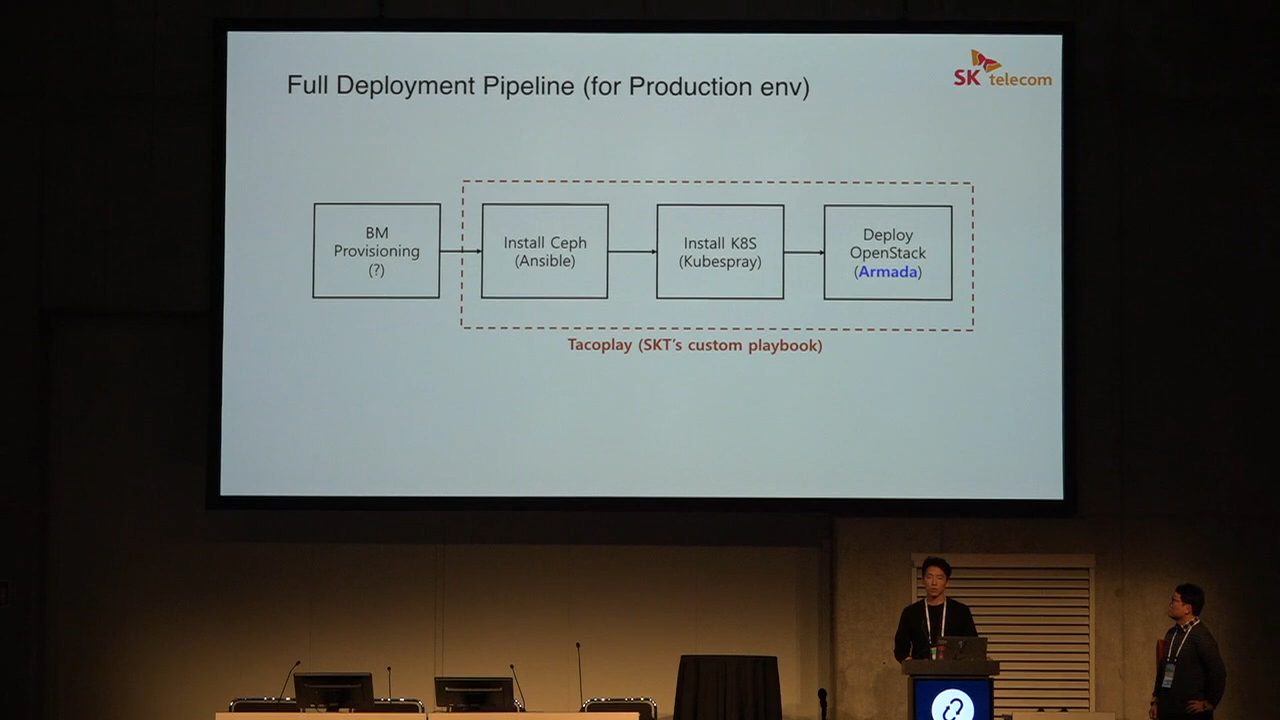 Full Deployment Pipeline (for Production env)
SK telecom
BM
Provisioning
(?)
Install Ceph
(Ansible)
Install K8S
(Kubespray)
Deploy
OpenStack
(Armada)
Tacoplay (SKT's custom playbook)